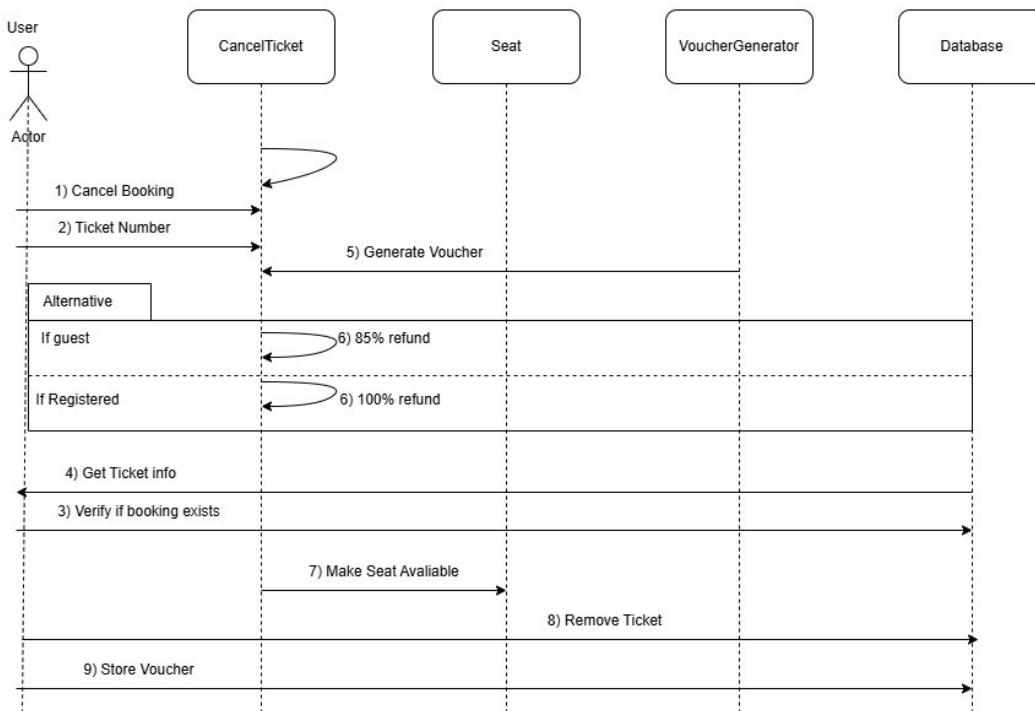 User
CancelTicket
Seat
VoucherGenerator
Database
Actor
1) Cancel Booking
2) Ticket Number
5) Generate Voucher
Alternative
If guest
6) 85% refund
If Registered
6) 100% refund
4) Get Ticket info
3) Verify if booking exists
7) Make Seat Avaliable
8) Remove Ticket
9) Store Voucher